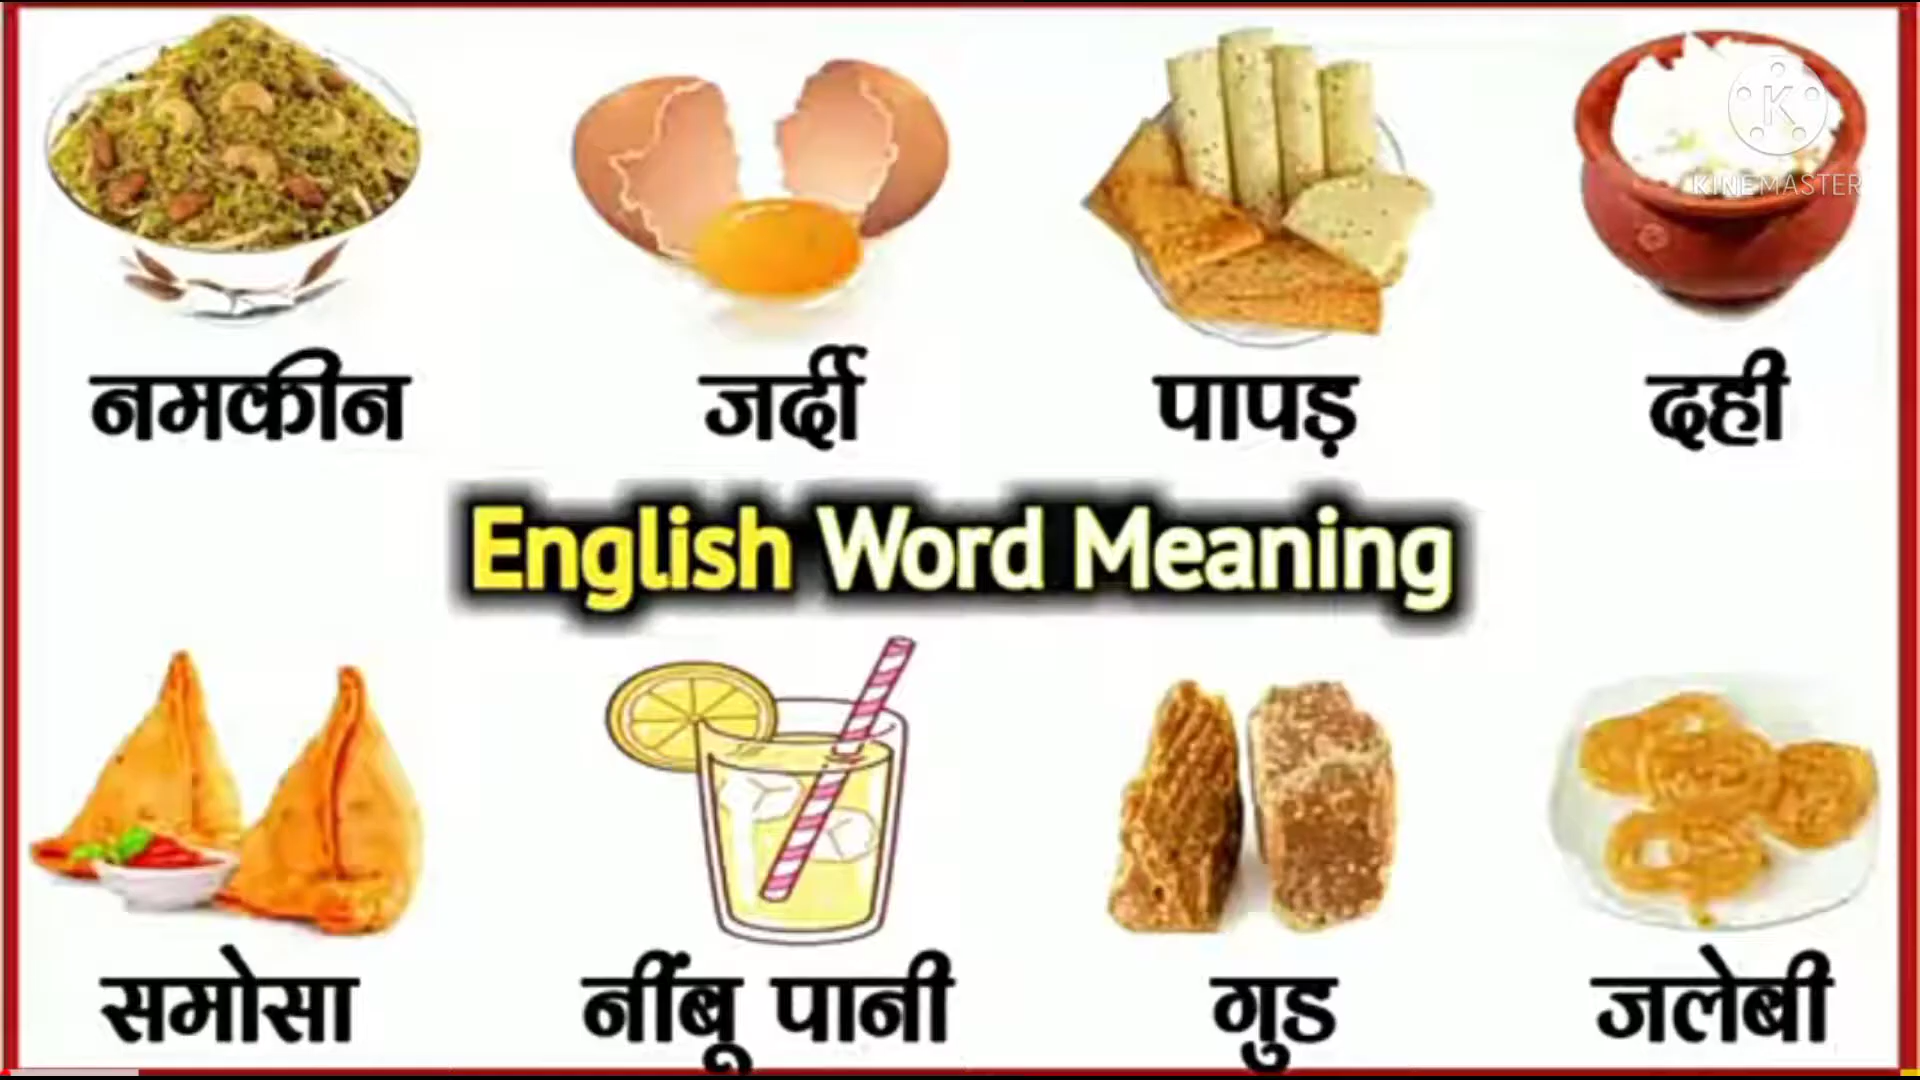 K
KINEMASTER
नमकीन जर्दी पापड़ दही
English Word Meaning
समोसा नींबू पानी गुड जलेबी